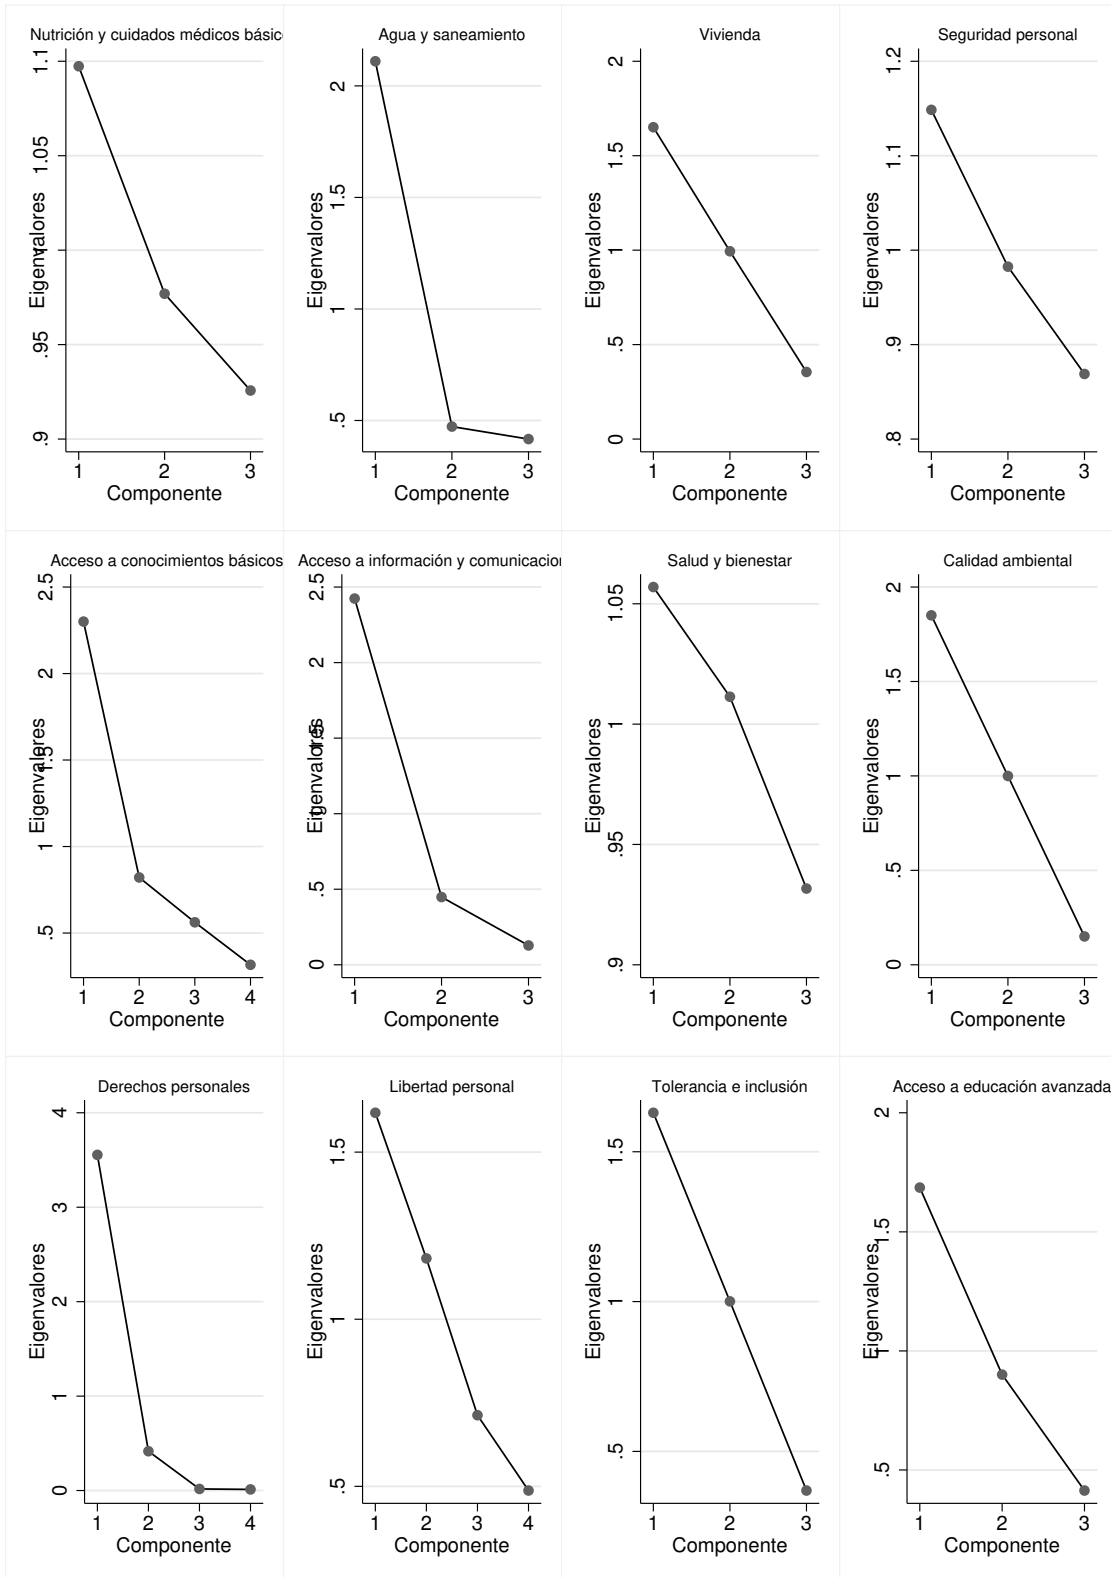 Nutrición y cuidados médicos básic
Eigenvalores
.9 .95 1 1.05 1.1
1 2 3
Componente
Agua y saneamiento
Eigenvalores
.5 1 1.5 2
1 2 3
Componente
Vivienda
Eigenvalores
0 .5 1 1.5 2
1 2 3
Componente
Seguridad personal
Eigenvalores
.8 .9 1 1.1 1.2
1 2 3
Componente
Acceso a conocimientos básicos
Eigenvalores
.5 1 1.5 2 2.5
1 2 3 4
Componente
Acceso a información y comunicacion
Eigenvalores
0 .5 1 1.5 2 2.5
1 2 3
Componente
Salud y bienestar
Eigenvalores
.9 .95 1 1.05
1 2 3
Componente
Calidad ambiental
Eigenvalores
0 .5 1 1.5 2
1 2 3
Componente
Derechos personales
Eigenvalores
0 1 2 3 4
1 2 3 4
Componente
Libertad personal
Eigenvalores
.5 1 1.5
1 2 3 4
Componente
Tolerancia e inclusión
Eigenvalores
.5 1 1.5
1 2 3
Componente
Acceso a educación avanzada
Eigenvalores
.5 1 1.5 2
1 2 3
Componente